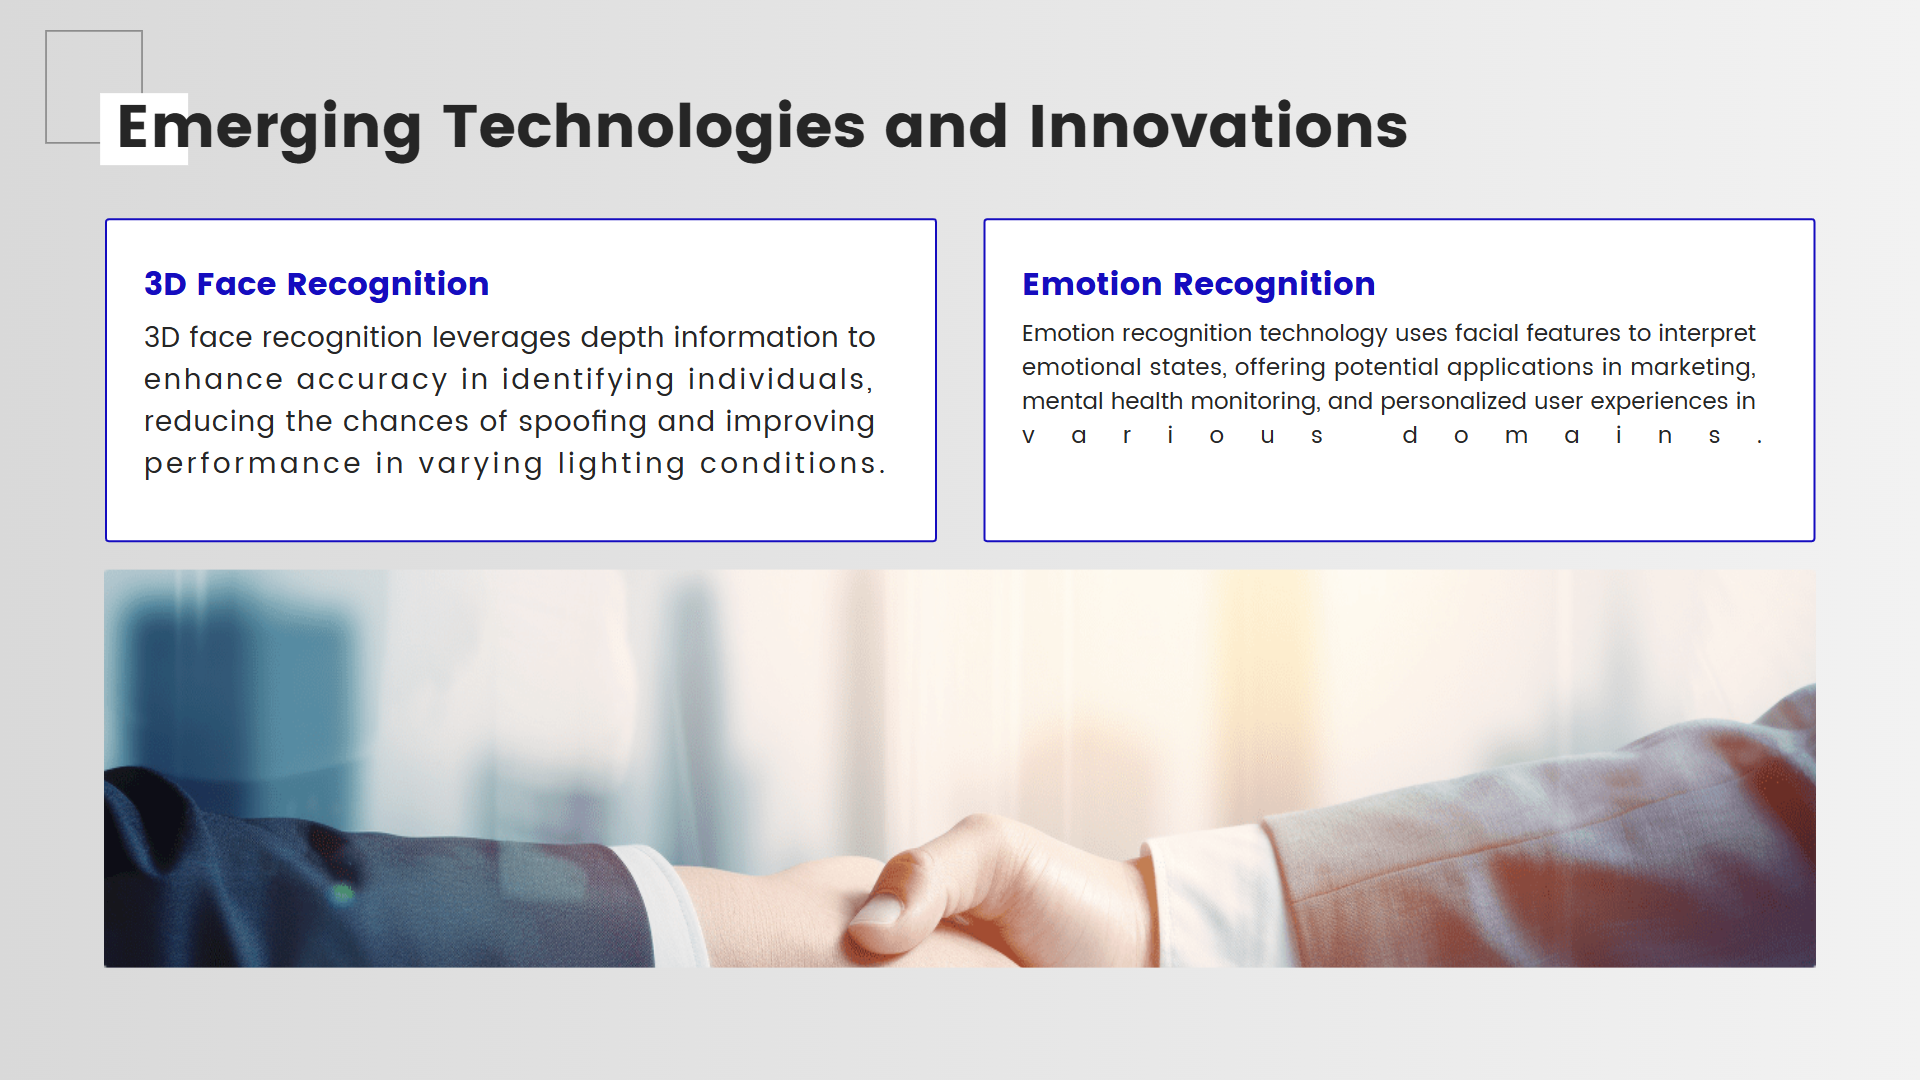 Emerging Technologies and Innovations
3D Face Recognition
3D face recognition leverages depth information to
enhance accuracy in identifying individuals,
reducing the chances of spoofing and improving
performance in varying lighting conditions.
Emotion Recognition
Emotion recognition technology uses facial features to interpret
emotional states, offering potential applications in marketing,
mental health monitoring, and personalized user experiences in
various domains.